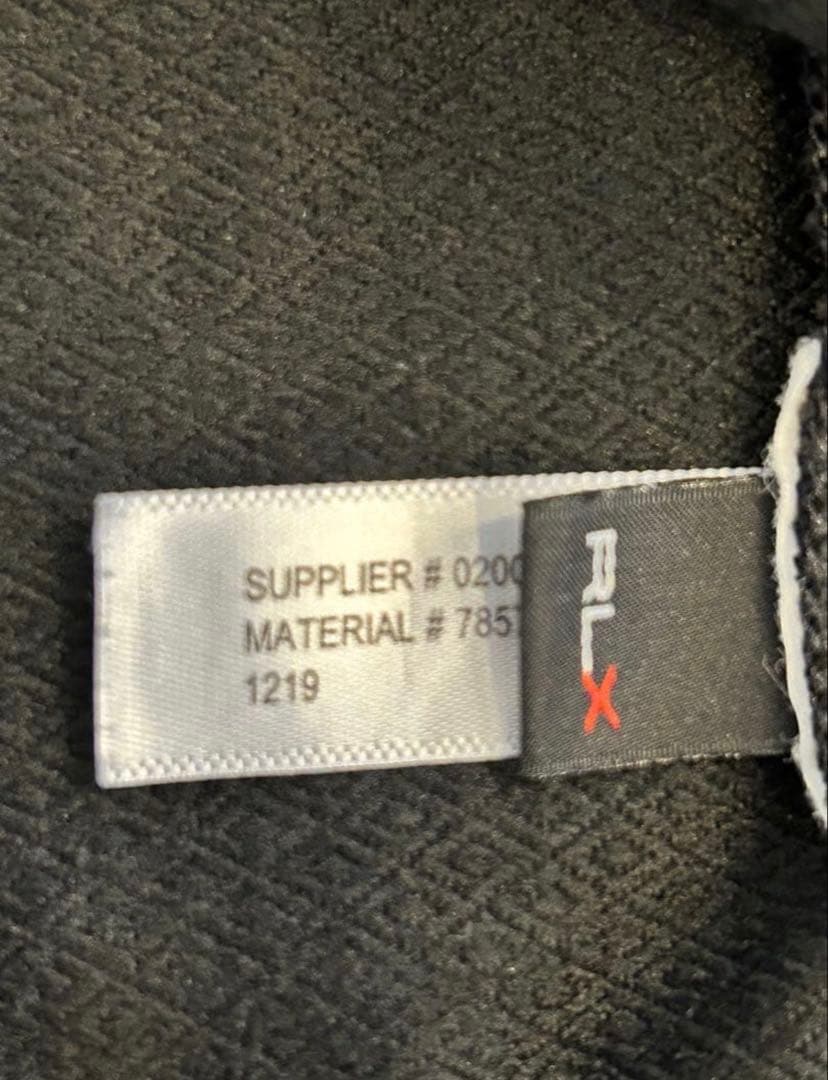 SUPPLIER # 020
MATERIAL # 785
1219
RLX